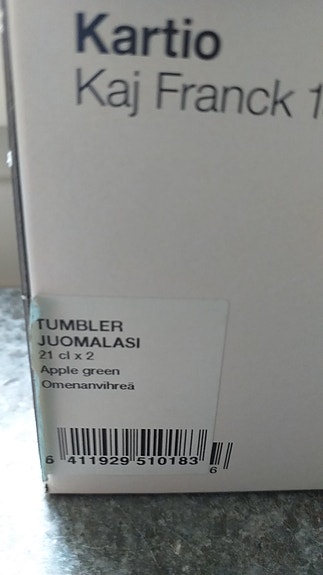 Kartio
Kaj Franck 1
TUMBLER
JUOMALASI
21 cl x 2
Apple green
Omenanvihreä
6 411929 510183
6